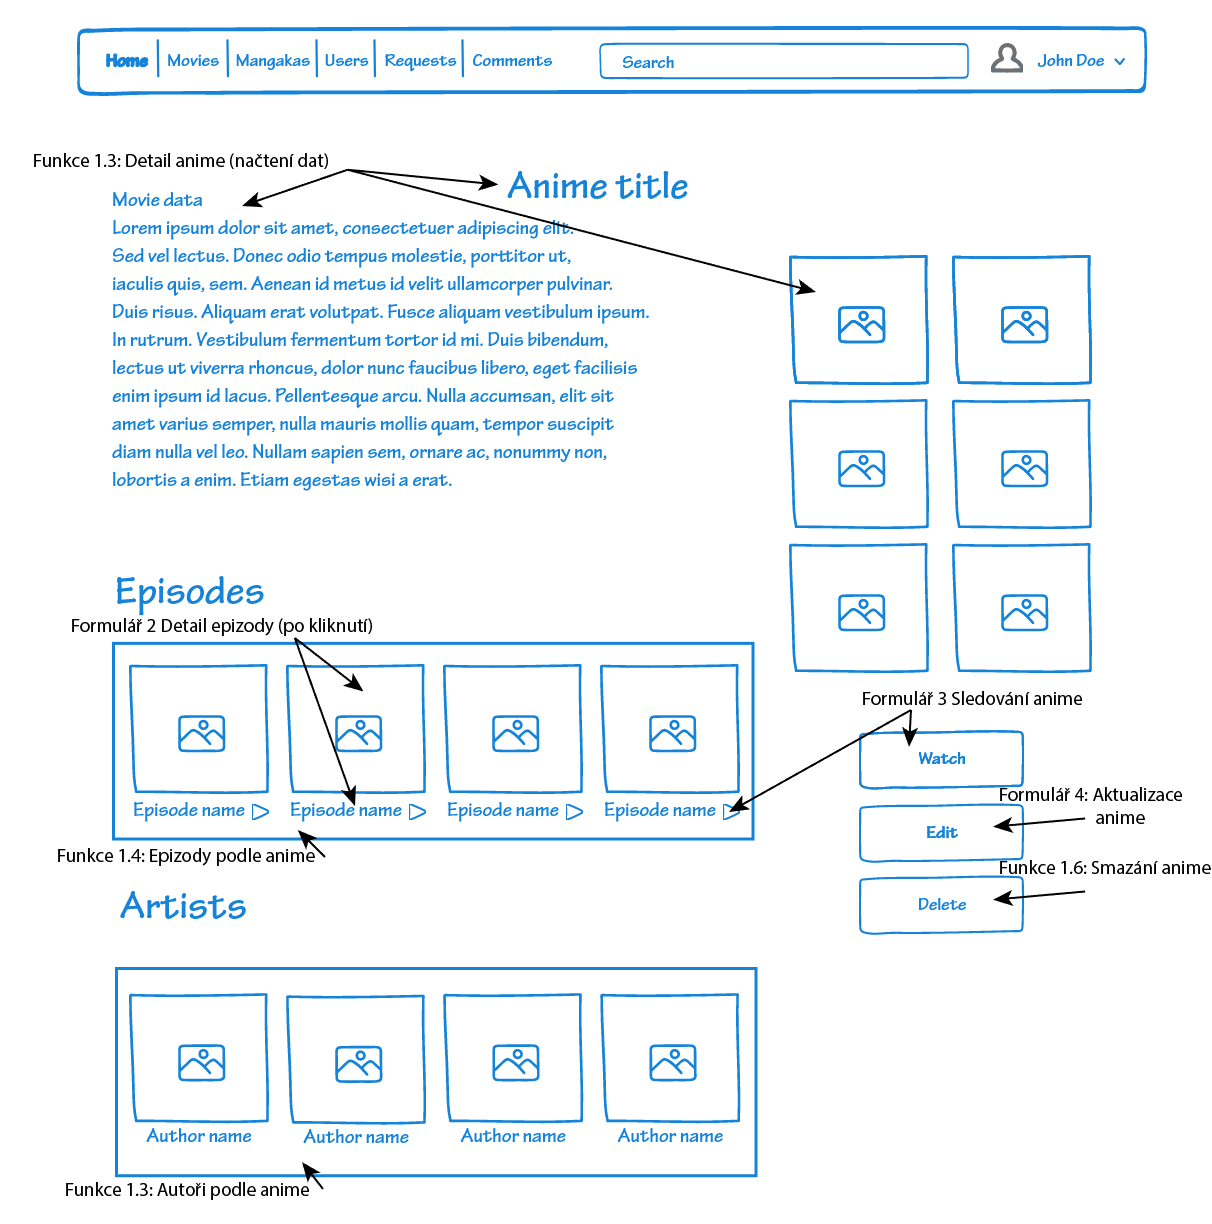 Home Movies Mangakas Users Requests Comments Search John Doe
Funkce 1.3: Detail anime (načtení dat)
Anime title
Movie data
Lorem ipsum dolor sit amet, consectetuer adipiscing elit.
Sed vel lectus. Donec odio tempus molestie, porttitor ut,
iaculis quis, sem. Aenean id metus id velit ullamcorper pulvinar.
Duis risus. Aliquam erat volutpat. Fusce aliquam vestibulum ipsum.
In rutrum. Vestibulum fermentum tortor id mi. Duis bibendum,
lectus ut viverra rhoncus, dolor nunc faucibus libero, eget facilisis
enim ipsum id lacus. Pellentesque arcu. Nulla accumsan, elit sit
amet varius semper, nulla mauris mollis quam, tempor suscipit
diam nulla vel leo. Nullam sapien sem, ornare ac, nonummy non,
lobortis a enim. Etiam egestas wisi a erat.
Episodes
Formulář 2 Detail epizody (po kliknutí)
Episode name Episode name Episode name Episode name
Funkce 1.4: Epizody podle anime
Formulář 3 Sledování anime
Watch
Formulář 4: Aktualizace
anime
Edit
Funkce 1.6: Smazání anime
Delete
Artists
Author name Author name Author name Author name
Funkce 1.3: Autoři podle anime